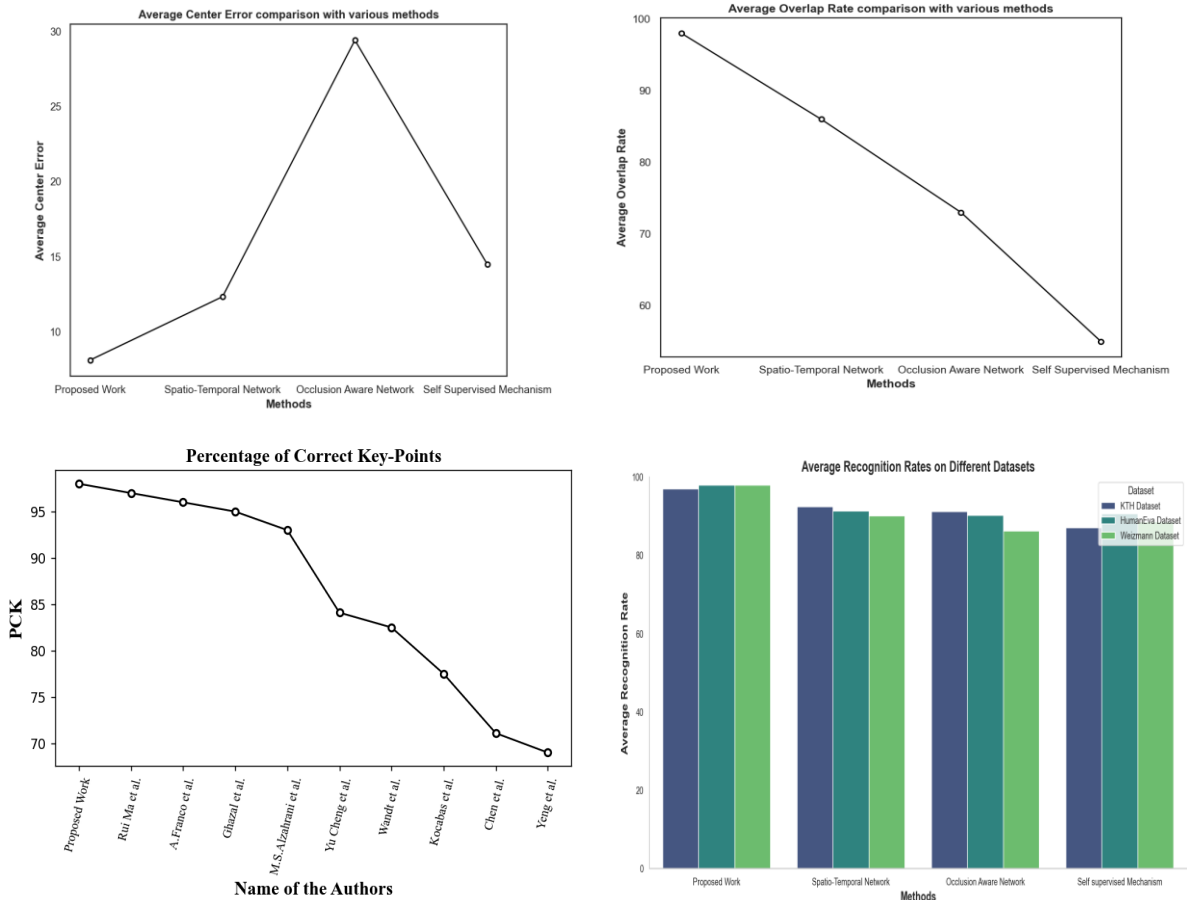 Average Center Error comparison with various methods
30
25
20
15
10
Average Center Error
Proposed Work Spatio-Temporal Network Occlusion Aware Network Self Supervised Mechanism
Methods
Average Overlap Rate comparison with various methods
100
90
80
70
60
Average Overlap Rate
Proposed Work Spatio-Temporal Network Occlusion Aware Network Self Supervised Mechanism
Methods
Percentage of Correct Key-Points
95
90
85
80
75
70
PCK
Proposed Work
Rui Ma et al.
A.Franco et al.
Ghazal et al.
M.S.Alzahrani et al.
Yu Cheng et al.
Wandt et al.
Kocabas et al.
Chen et al.
Yeng et al.
Name of the Authors
Average Recognition Rates on Different Datasets
100
80
60
40
20
0
Average Recognition Rate
Dataset
KTH Dataset
HumanEva Dataset
Weizmann Dataset
Proposed Work Spatio-Temporal Network Occlusion Aware Network Self supervised Mechanism
Methods